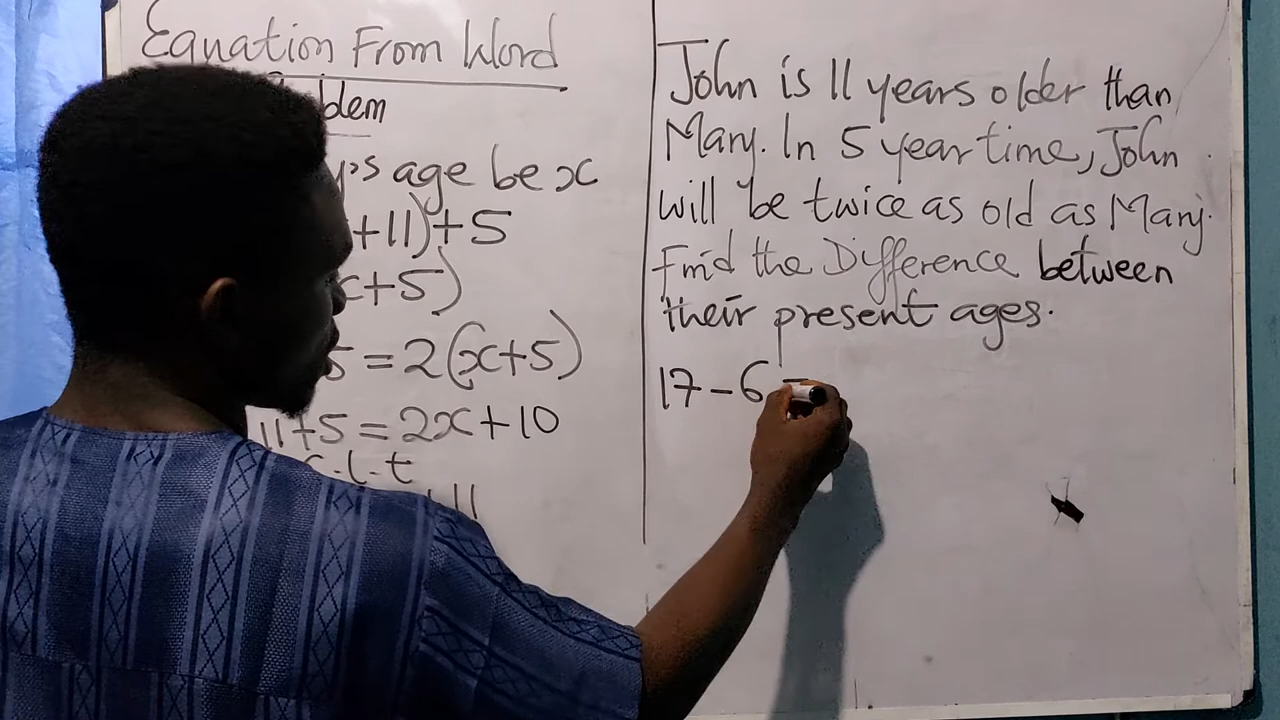 Equation From Word
age be x
+11)+5
+5)
5 = 2(x+5)
11+5 = 2x+10
c.l.t
+11
John is 11 years older than
Mary. In 5 year time, John
will be twice as old as Mary.
Find the Difference between
their present ages.
17-6=